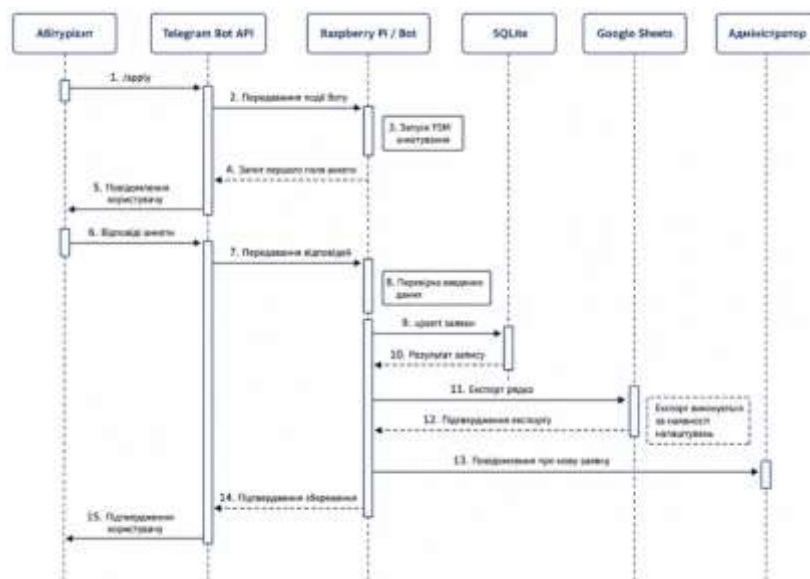 Абітурієнт
Telegram Bot API
Raspberry Pi / Bot
SQLite
Google Sheets
Адміністратор
1. /apply
2. Передавання події боту
3. Запуск FSM
анкетування
4. Запит першого поля анкети
5. Повідомлення
користувачу
6. Відповіді анкети
7. Передавання відповідей
8. Перевірка введених
даних
9. upsert заявки
10. Результат запису
11. Експорт рядка
12. Підтвердження експорту
Експорт виконується
за наявності
налаштувань
13. Повідомлення про нову заявку
14. Підтвердження збереження
15. Підтвердження
користувачу